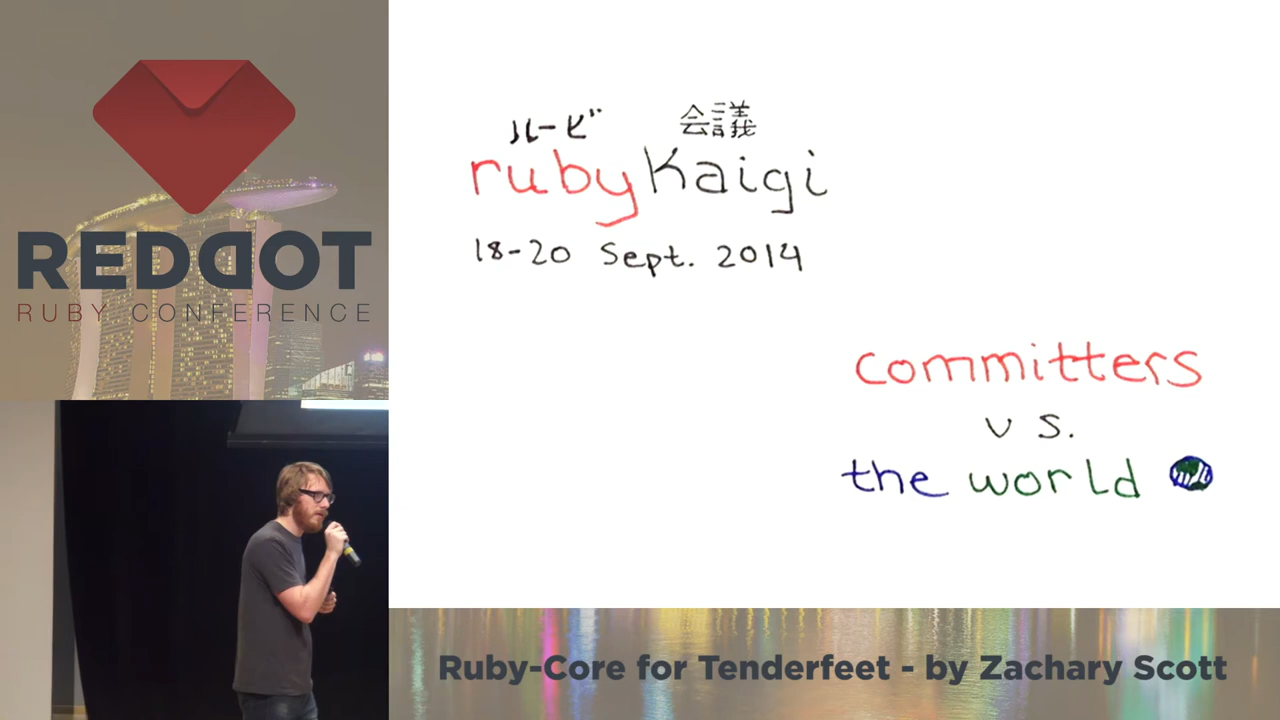 REDDOT
RUBY CONFERENCE
ルービ 会議
rubyKaigi
18-20 Sept. 2014
committers
vs.
the world
Ruby-Core for Tenderfeet - by Zachary Scott